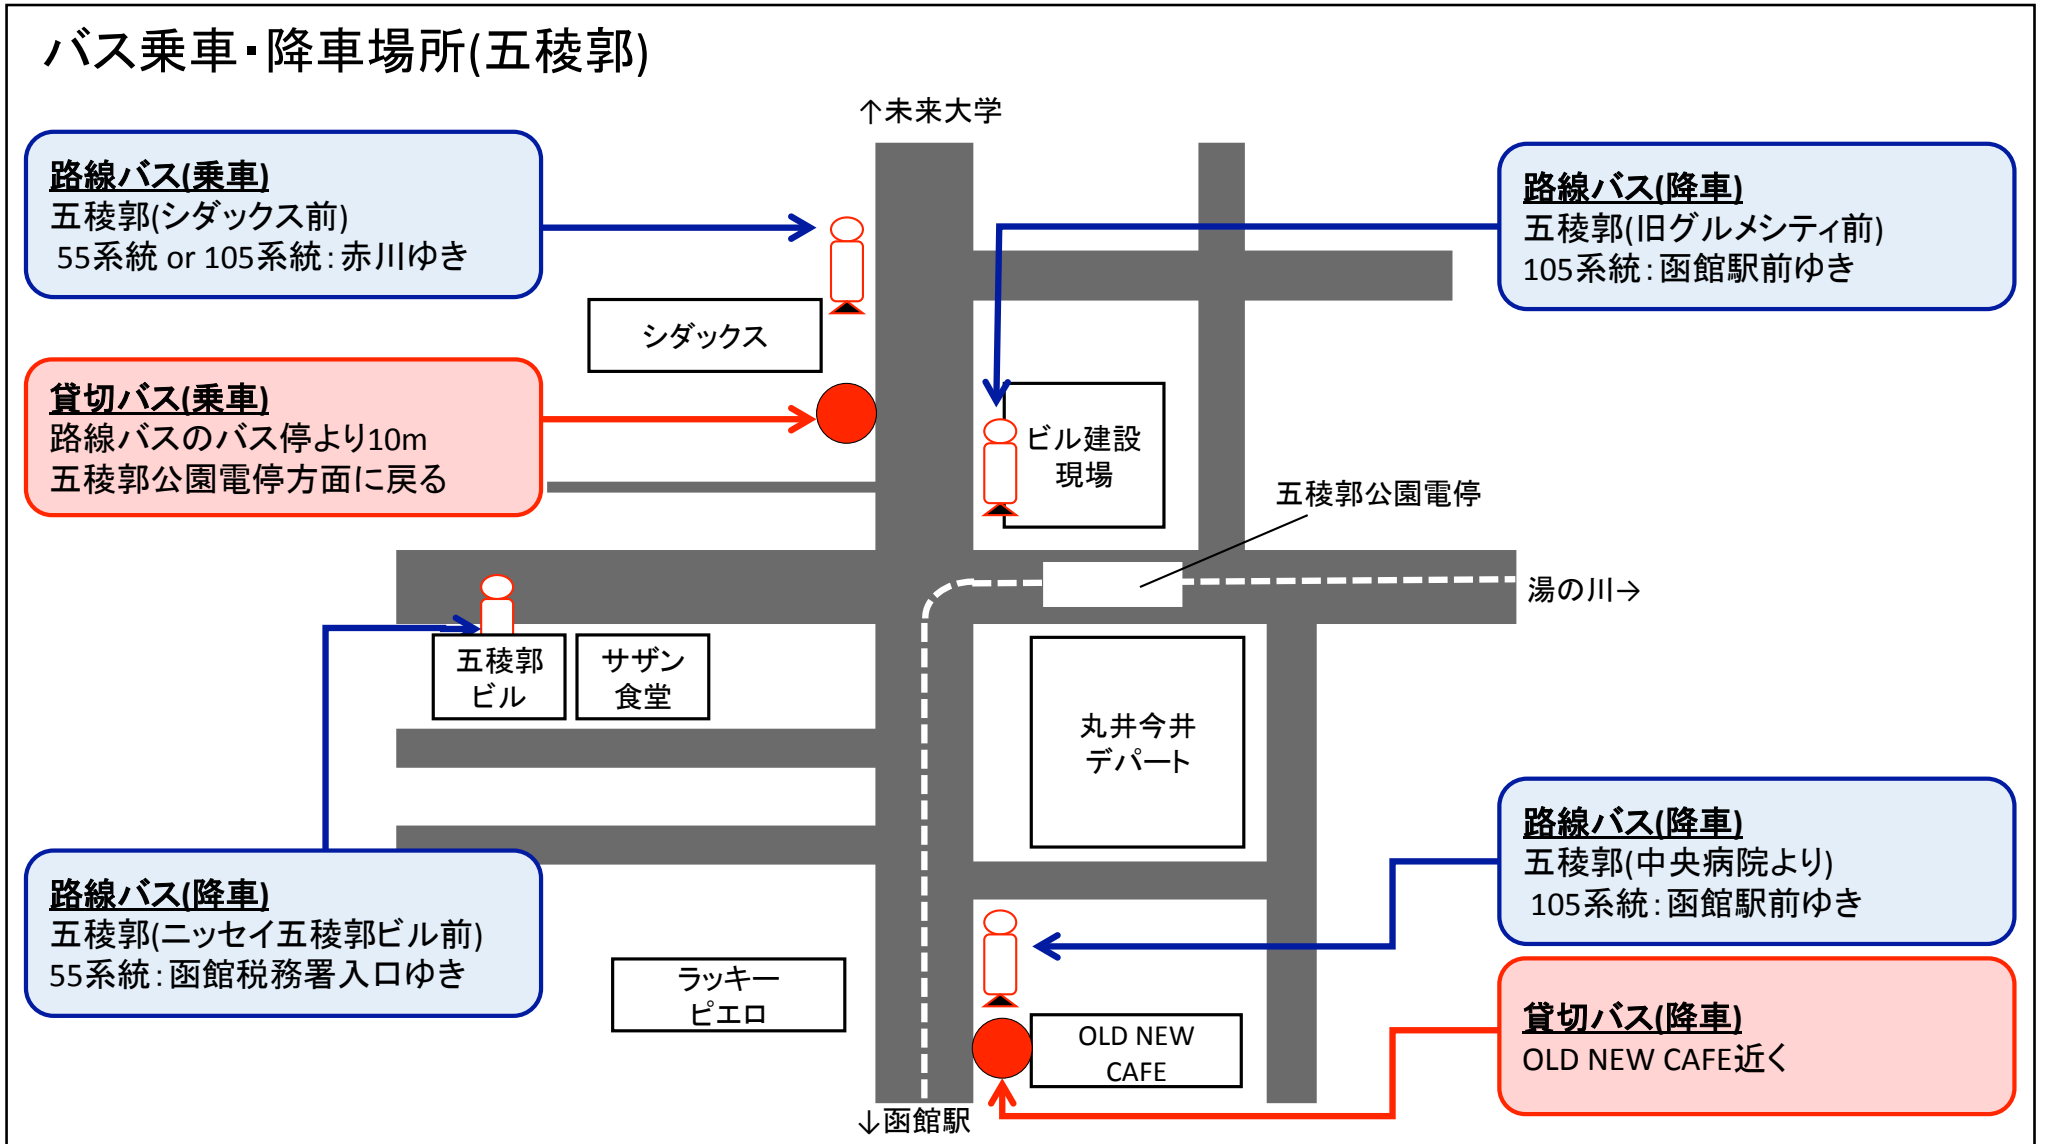 バス乗車・降車場所(五稜郭)
↑未来大学
路線バス(乗車)
五稜郭(シダックス前)
55系統 or 105系統：赤川ゆき
路線バス(降車)
五稜郭(旧グルメシティ前)
105系統：函館駅前ゆき
シダックス
貸切バス(乗車)
路線バスのバス停より10m
五稜郭公園電停方面に戻る
ビル建設
現場
五稜郭公園電停
湯の川→
五稜郭
ビル
サザン
食堂
丸井今井
デパート
路線バス(降車)
五稜郭(中央病院より)
105系統：函館駅前ゆき
路線バス(降車)
五稜郭(ニッセイ五稜郭ビル前)
55系統：函館税務署入口ゆき
ラッキー
ピエロ
OLD NEW
CAFE
貸切バス(降車)
OLD NEW CAFE近く
↓函館駅